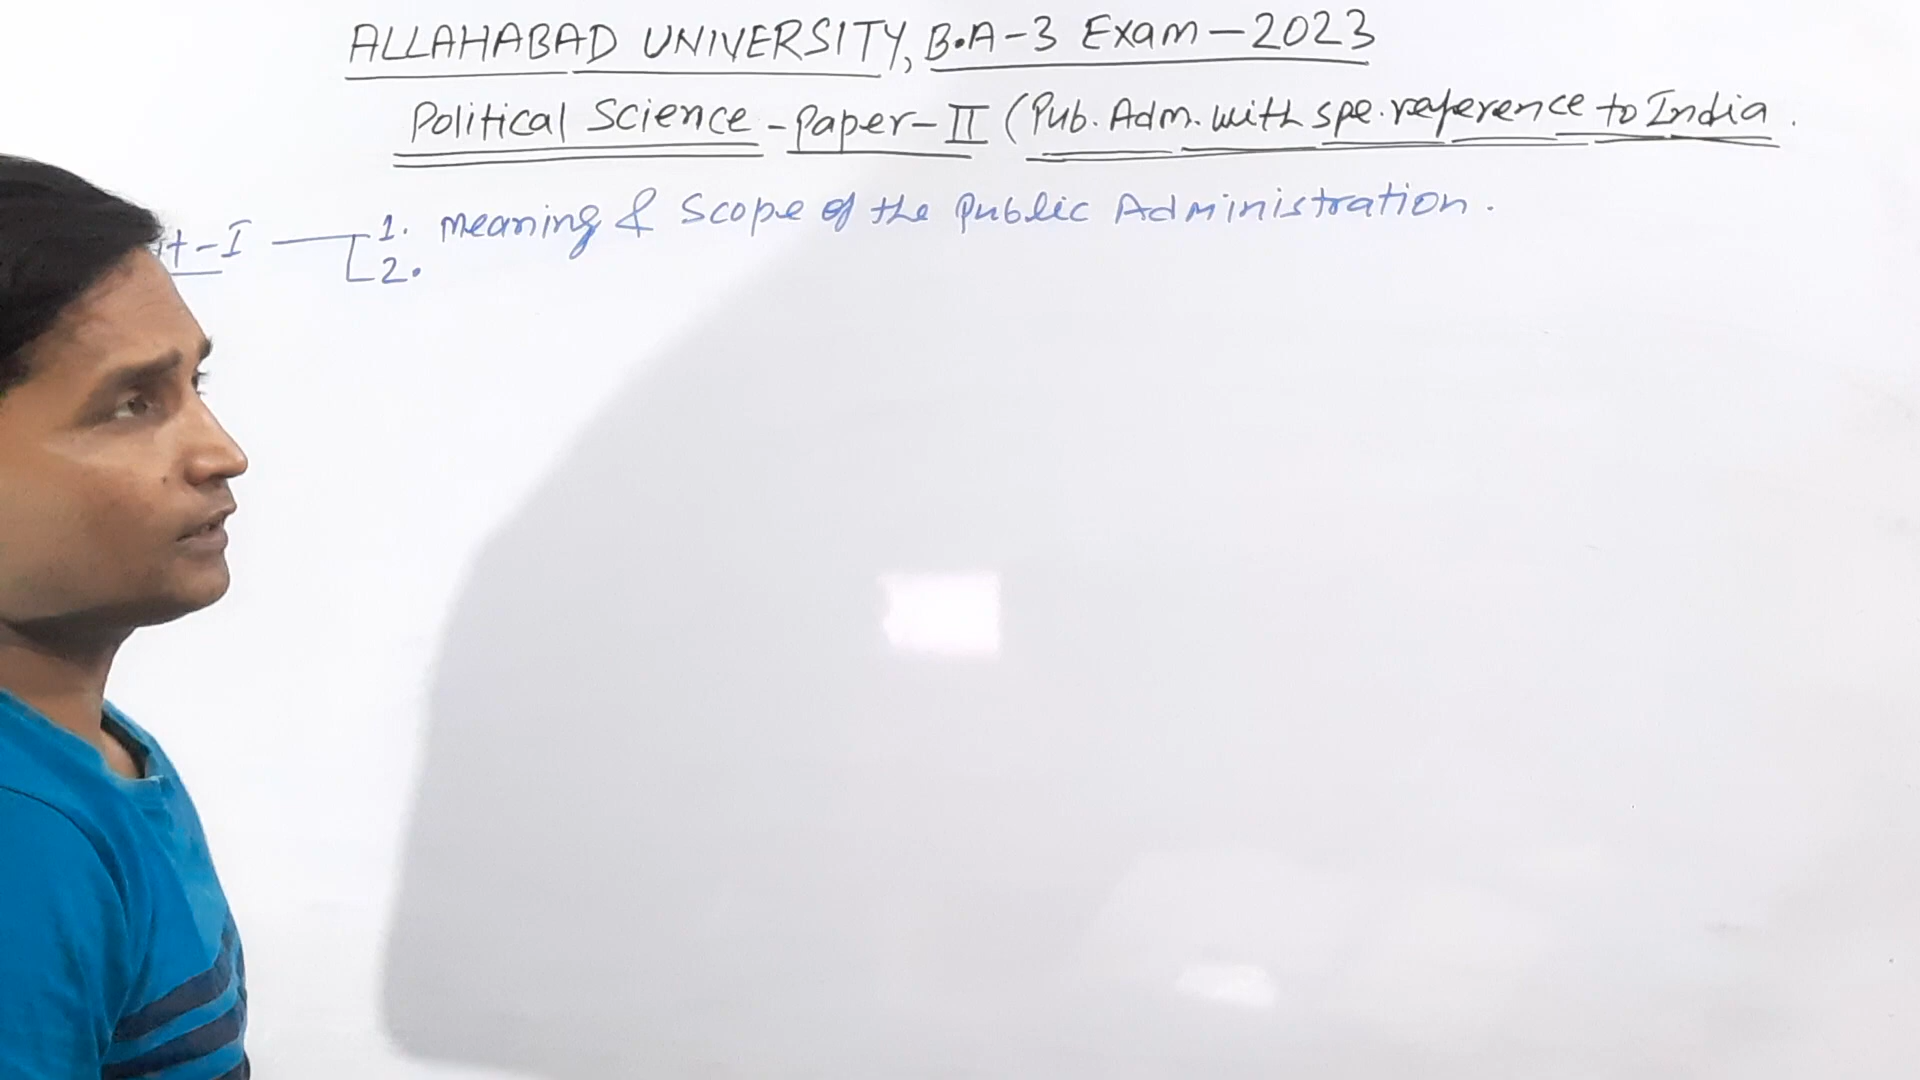 ALLAHABAD UNIVERSITY, B.A-3 Exam-2023
Political Science - Paper-II (Pub. Adm. with spe. reference to India.
t-I 1. meaning & Scope of the Public Administration.
2.